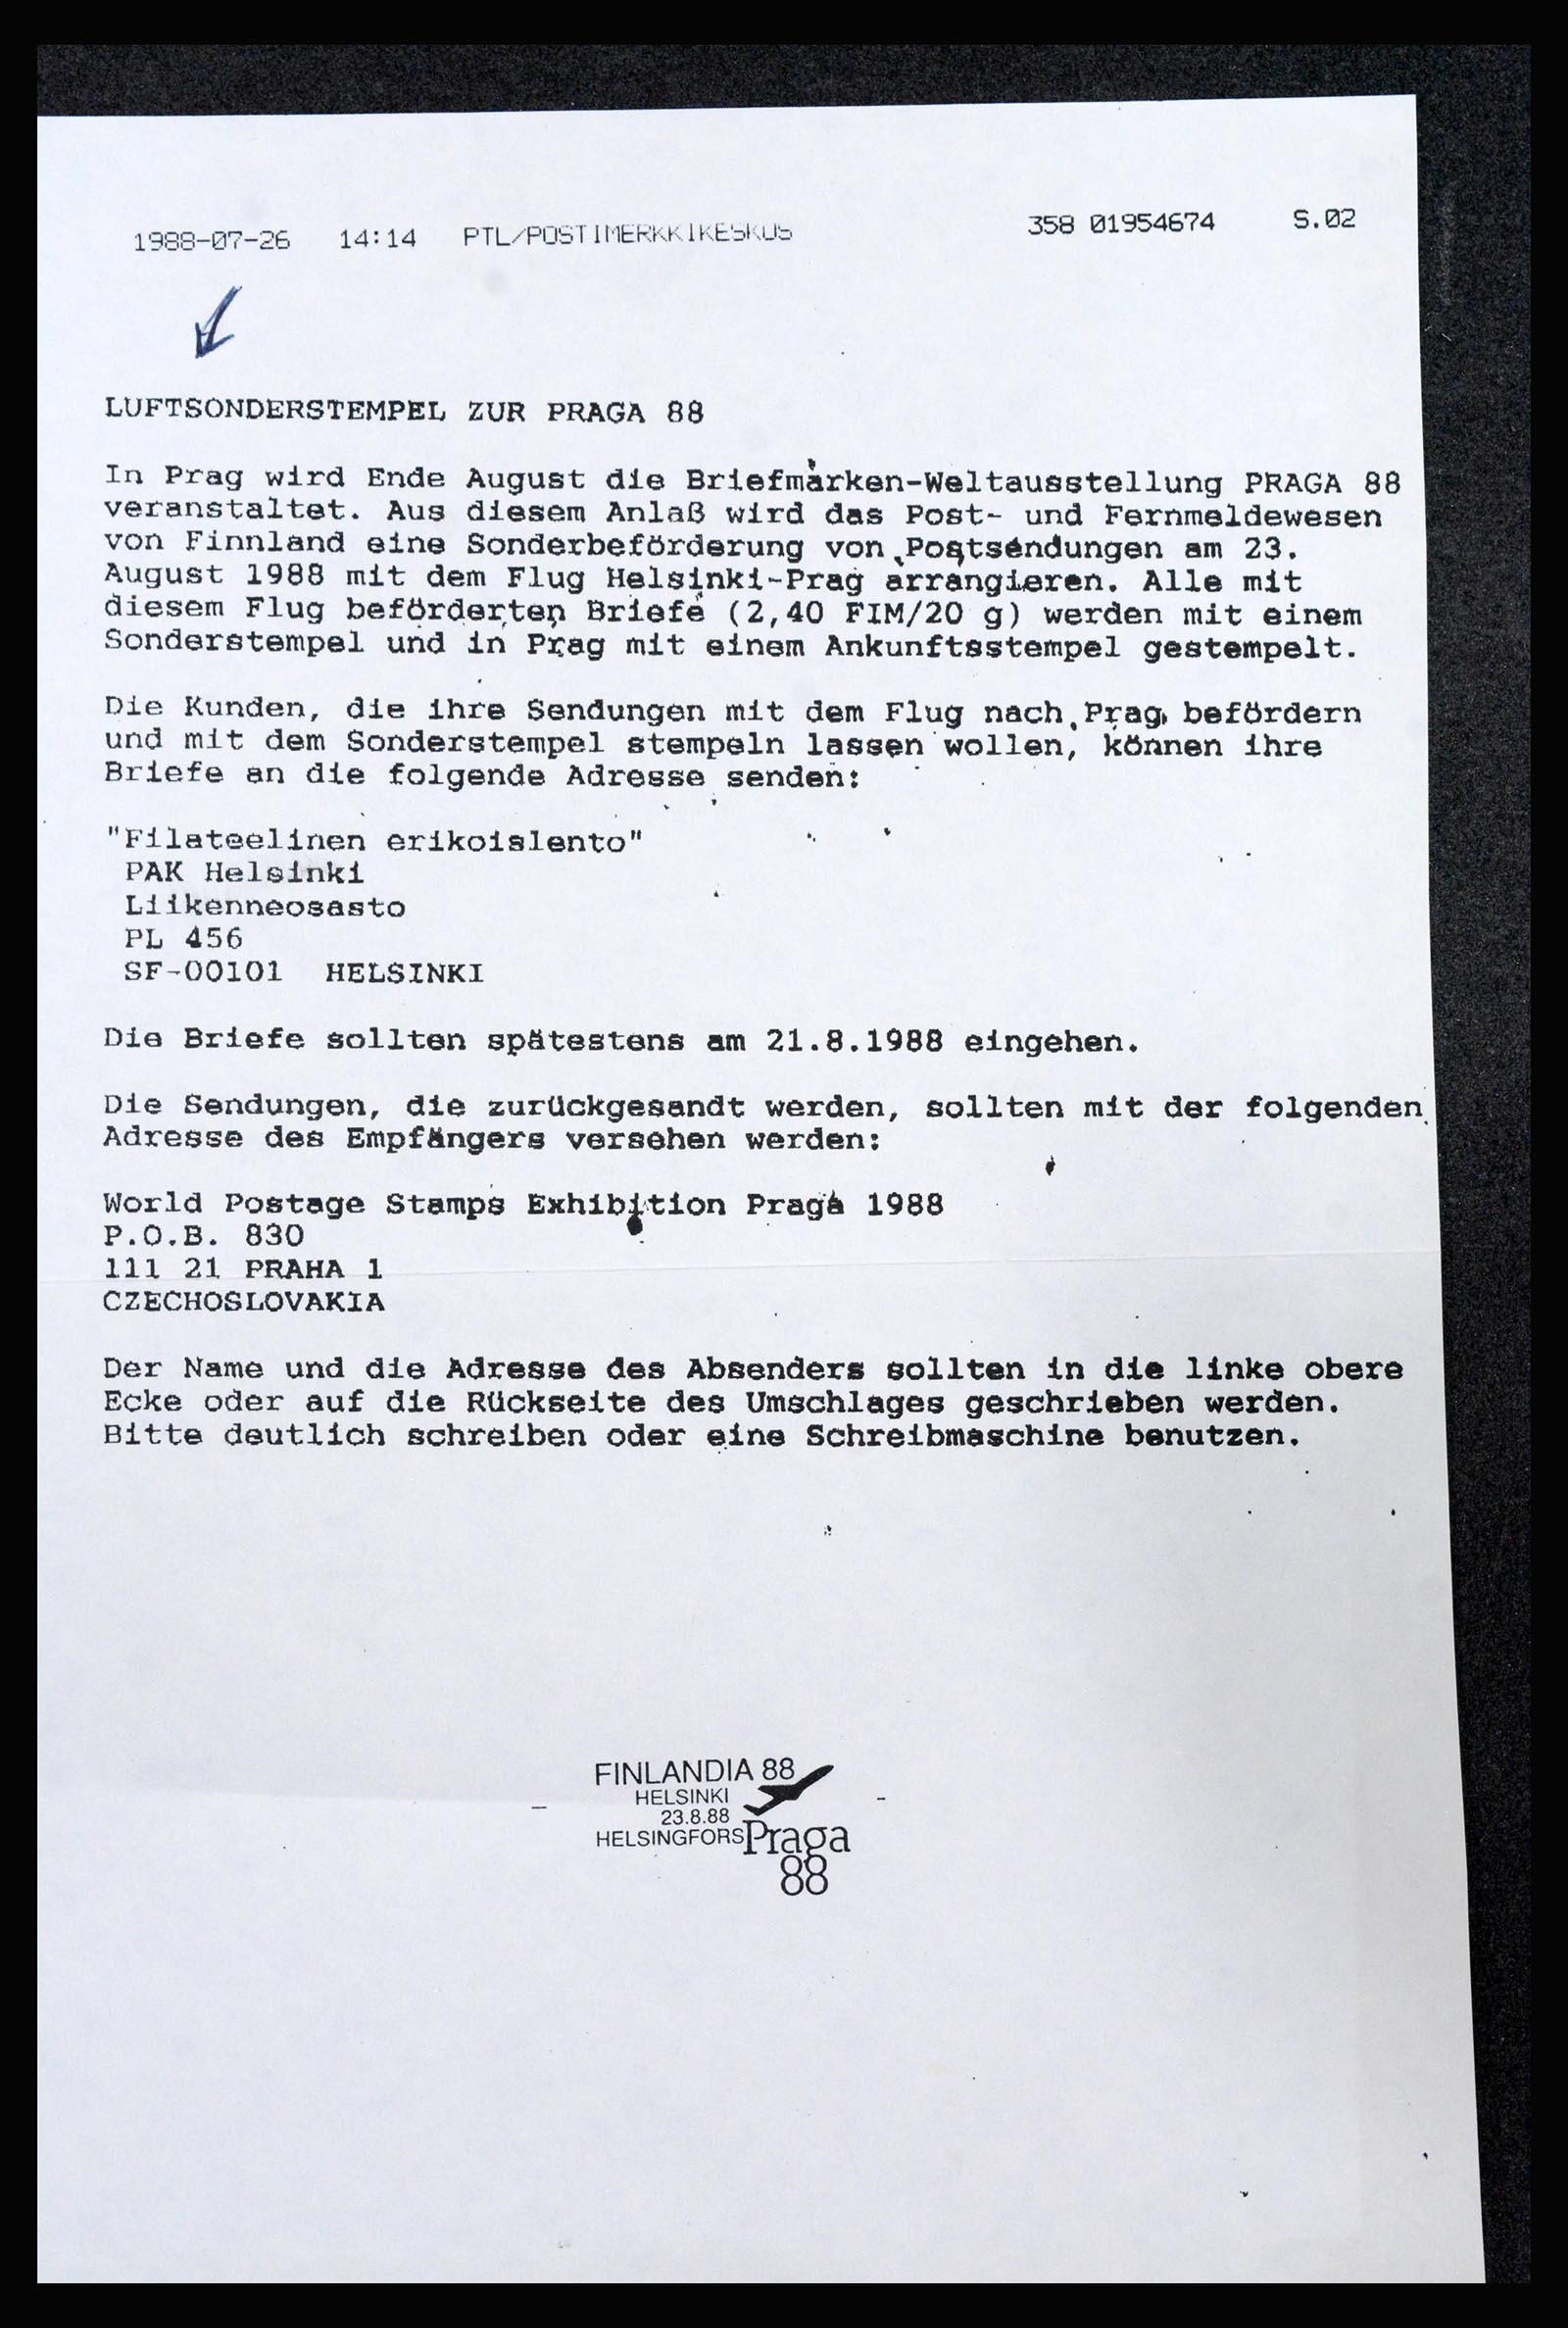 1988-07-26 14:14 PTL/POSTIMERKKIKESKUS 358 01954674 S.02
LUFTSONDERSTEMPEL ZUR PRAGA 88
In Prag wird Ende August die Briefmarken-Weltausstellung PRAGA 88
veranstaltet. Aus diesem Anlaß wird das Post- und Fernmeldewesen
von Finnland eine Sonderbeförderung von Postsendungen am 23.
August 1988 mit dem Flug Helsinki-Prag arrangieren. Alle mit
diesem Flug beförderten Briefe (2,40 FIM/20 g) werden mit einem
Sonderstempel und in Prag mit einem Ankunftsstempel gestempelt.
Die Kunden, die ihre Sendungen mit dem Flug nach Prag befördern
und mit dem Sonderstempel stempeln lassen wollen, können ihre
Briefe an die folgende Adresse senden:
"Filateelinen erikoislento"
PAK Helsinki
Liikenneosasto
PL 456
SF-00101 HELSINKI
Die Briefe sollten spätestens am 21.8.1988 eingehen.
Die Sendungen, die zurückgesandt werden, sollten mit der folgenden
Adresse des Empfängers versehen werden:
World Postage Stamps Exhibition Praga 1988
P.O.B. 830
111 21 PRAHA 1
CZECHOSLOVAKIA
Der Name und die Adresse des Absenders sollten in die linke obere
Ecke oder auf die Rückseite des Umschlages geschrieben werden.
Bitte deutlich schreiben oder eine Schreibmaschine benutzen.
FINLANDIA 88
HELSINKI
23.8.88
HELSINGFORS Praga
88